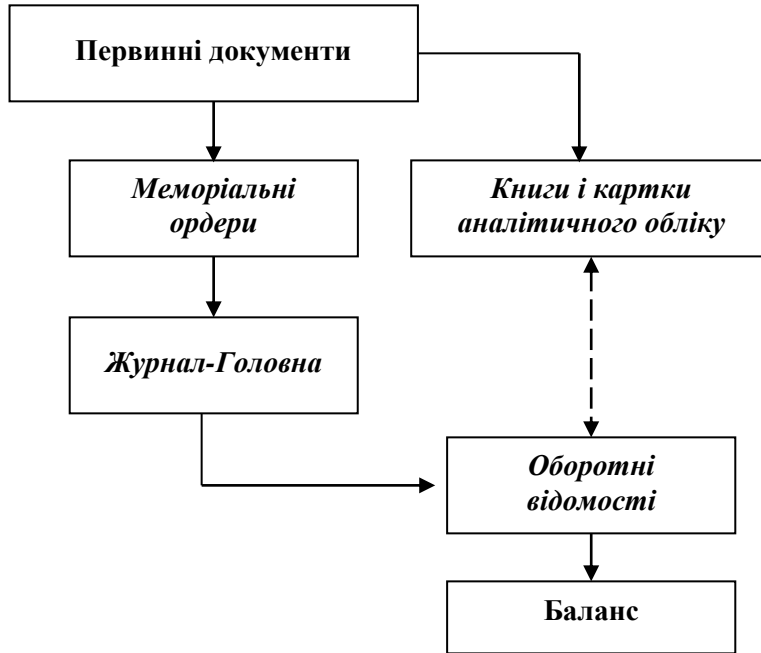 Первинні документи
Меморіальні
ордери
Книги і картки
аналітичного обліку
Журнал-Головна
Оборотні
відомості
Баланс